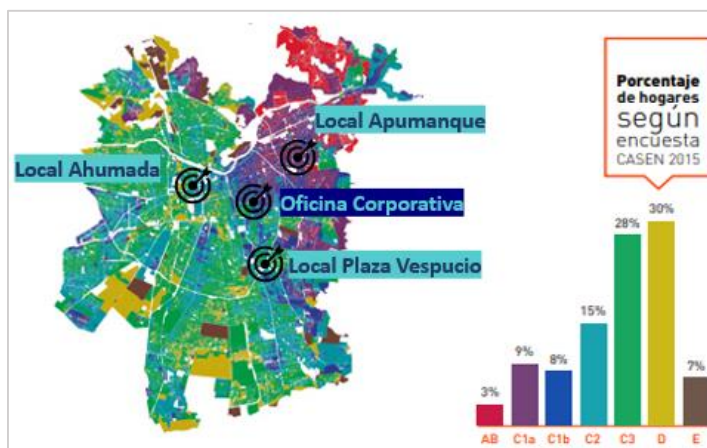 Local Apumanque
Local Ahumada
Oficina Corporativa
Local Plaza Vespucio
Porcentaje
de hogares
según
encuesta
CASEN 2015
3%
9%
8%
15%
28%
30%
7%
AB
C1a
C1b
C2
C3
D
E